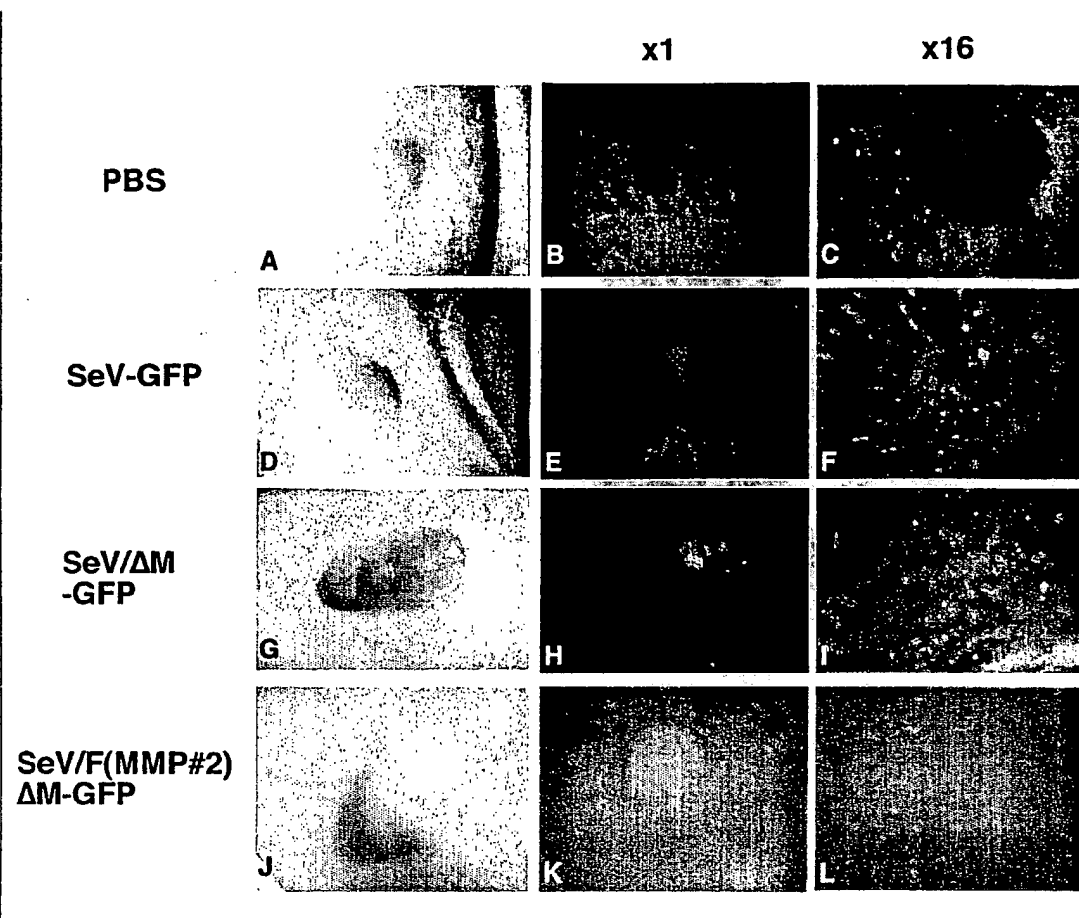 x1 x16
PBS
A B C
SeV-GFP
D E F
SeV/ΔM
-GFP
G H I
SeV/F(MMP#2)
ΔM-GFP
J K L